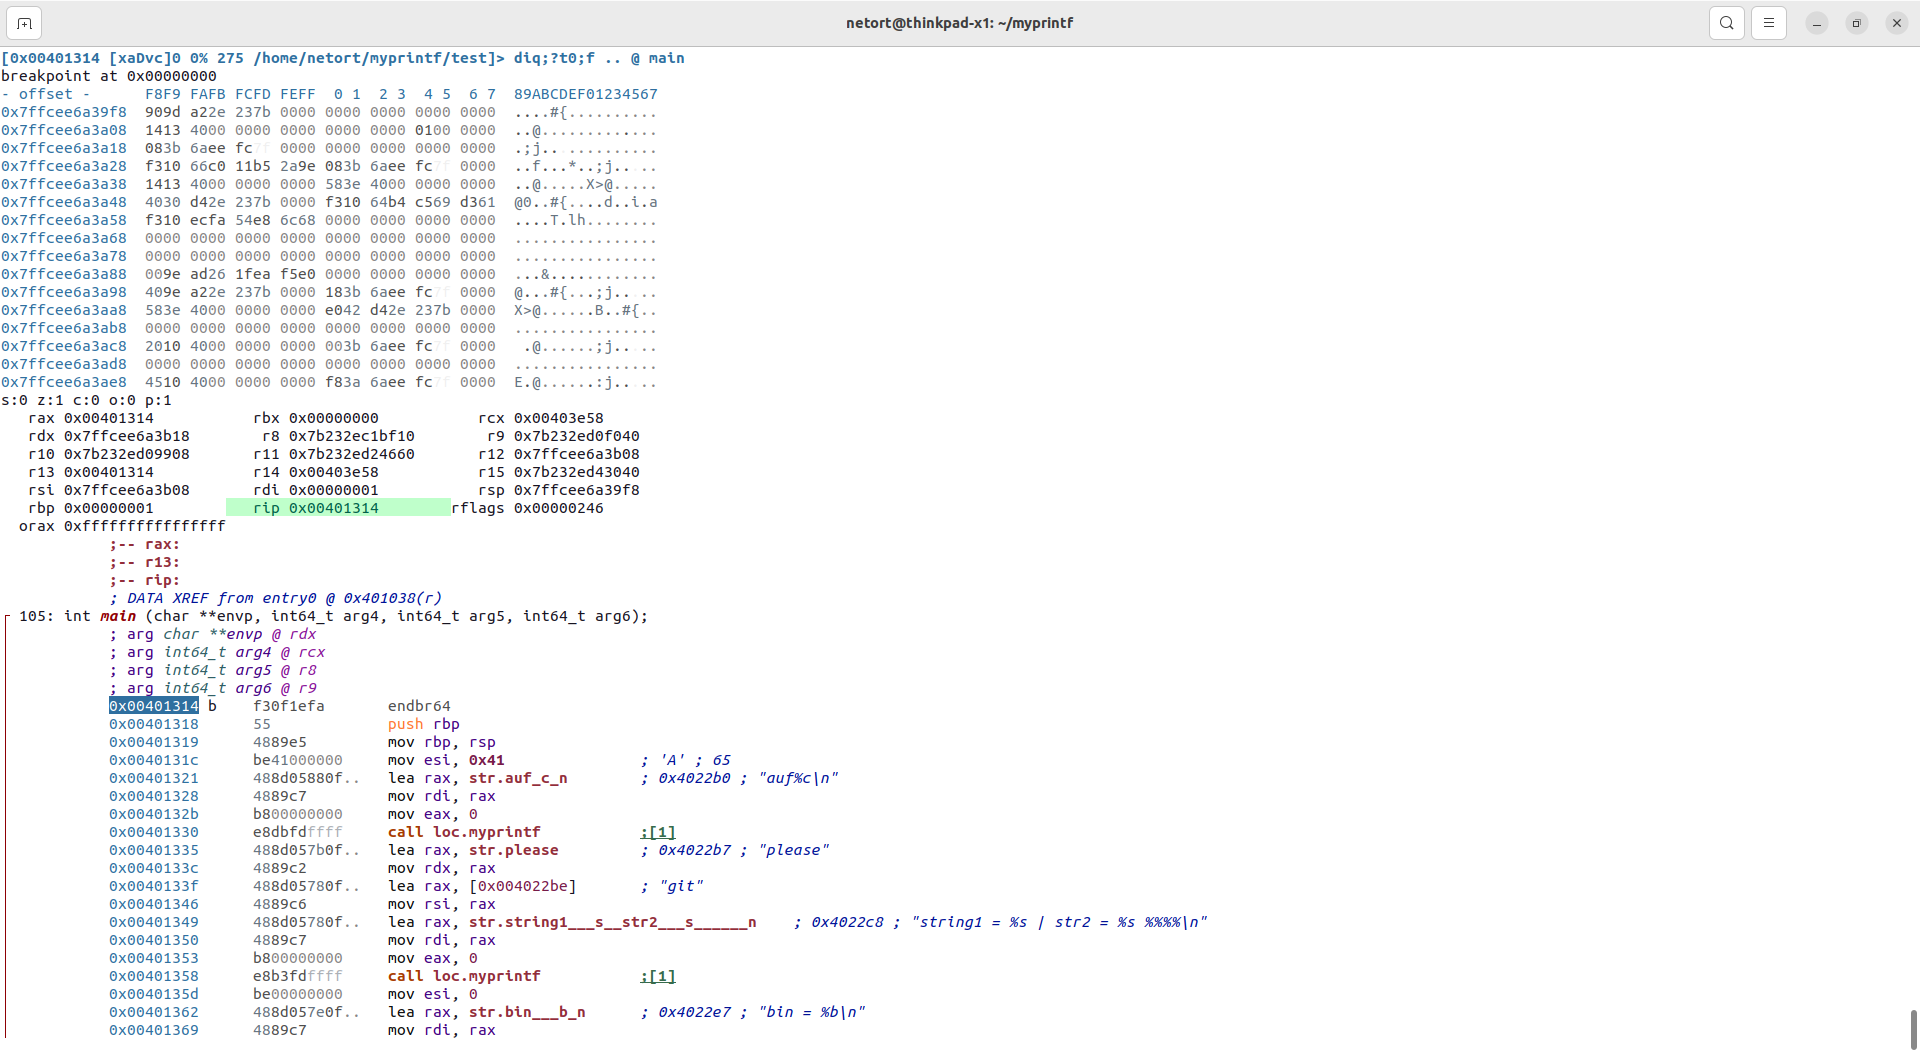 netort@thinkpad-x1: ~/myprintf
[0x00401314 [xaDvc]0 0% 275 /home/netort/myprintf/test]> diq;?t0;f .. @ main
breakpoint at 0x00000000
- offset -      F8F9 FAFB FCFD FEFF  0 1  2 3  4 5  6 7  89ABCDEF01234567
0x7ffcee6a39f8  909d a22e 237b 0000 0000 0000 0000 0000  ....#{..........
0x7ffcee6a3a08  1413 4000 0000 0000 0000 0000 0100 0000  ..@.............
0x7ffcee6a3a18  083b 6aee fc7f 0000 0000 0000 0000 0000  .;j.............
0x7ffcee6a3a28  f310 66c0 11b5 2a9e 083b 6aee fc7f 0000  ..f...*..;j.....
0x7ffcee6a3a38  1413 4000 0000 0000 583e 4000 0000 0000  ..@.....X>@.....
0x7ffcee6a3a48  4030 d42e 237b 0000 f310 64b4 c569 d361  @0..#{....d..i.a
0x7ffcee6a3a58  f310 ecfa 54e8 6c68 0000 0000 0000 0000  ....T.lh........
0x7ffcee6a3a68  0000 0000 0000 0000 0000 0000 0000 0000  ................
0x7ffcee6a3a78  0000 0000 0000 0000 0000 0000 0000 0000  ................
0x7ffcee6a3a88  009e ad26 1fea f5e0 0000 0000 0000 0000  ...&............
0x7ffcee6a3a98  409e a22e 237b 0000 183b 6aee fc7f 0000  @...#{...;j.....
0x7ffcee6a3aa8  583e 4000 0000 0000 e042 d42e 237b 0000  X>@......B..#{..
0x7ffcee6a3ab8  0000 0000 0000 0000 0000 0000 0000 0000  ................
0x7ffcee6a3ac8  2010 4000 0000 0000 003b 6aee fc7f 0000   .@......;j.....
0x7ffcee6a3ad8  0000 0000 0000 0000 0000 0000 0000 0000  ................
0x7ffcee6a3ae8  4510 4000 0000 0000 f83a 6aee fc7f 0000  E.@......:j.....
s:0 z:1 c:0 o:0 p:1
rax 0x00401314           rbx 0x00000000           rcx 0x00403e58
rdx 0x7ffcee6a3b18        r8 0x7b232ec1bf10        r9 0x7b232ed0f040
r10 0x7b232ed09908       r11 0x7b232ed24660       r12 0x7ffcee6a3b08
r13 0x00401314           r14 0x00403e58           r15 0x7b232ed43040
rsi 0x7ffcee6a3b08       rdi 0x00000001           rsp 0x7ffcee6a39f8
rbp 0x00000001           rip 0x00401314        rflags 0x00000246
orax 0xffffffffffffffff
;-- rax:
;-- r13:
;-- rip:
; DATA XREF from entry0 @ 0x401038(r)
105: int main (char **envp, int64_t arg4, int64_t arg5, int64_t arg6);
; arg char **envp @ rdx
; arg int64_t arg4 @ rcx
; arg int64_t arg5 @ r8
; arg int64_t arg6 @ r9
0x00401314 b    f30f1efa       endbr64
0x00401318      55             push rbp
0x00401319      4889e5         mov rbp, rsp
0x0040131c      be41000000     mov esi, 0x41               ; 'A' ; 65
0x00401321      488d05880f..   lea rax, str.auf_c_n        ; 0x4022b0 ; "auf%c\n"
0x00401328      4889c7         mov rdi, rax
0x0040132b      b800000000     mov eax, 0
0x00401330      e8dbfdffff     call loc.myprintf           ;[1]
0x00401335      488d057b0f..   lea rax, str.please         ; 0x4022b7 ; "please"
0x0040133c      4889c2         mov rdx, rax
0x0040133f      488d05780f..   lea rax, [0x004022be]       ; "git"
0x00401346      4889c6         mov rsi, rax
0x00401349      488d05780f..   lea rax, str.string1___s__str2___s______n    ; 0x4022c8 ; "string1 = %s | str2 = %s %%%%\n"
0x00401350      4889c7         mov rdi, rax
0x00401353      b800000000     mov eax, 0
0x00401358      e8b3fdffff     call loc.myprintf           ;[1]
0x0040135d      be00000000     mov esi, 0
0x00401362      488d057e0f..   lea rax, str.bin___b_n      ; 0x4022e7 ; "bin = %b\n"
0x00401369      4889c7         mov rdi, rax